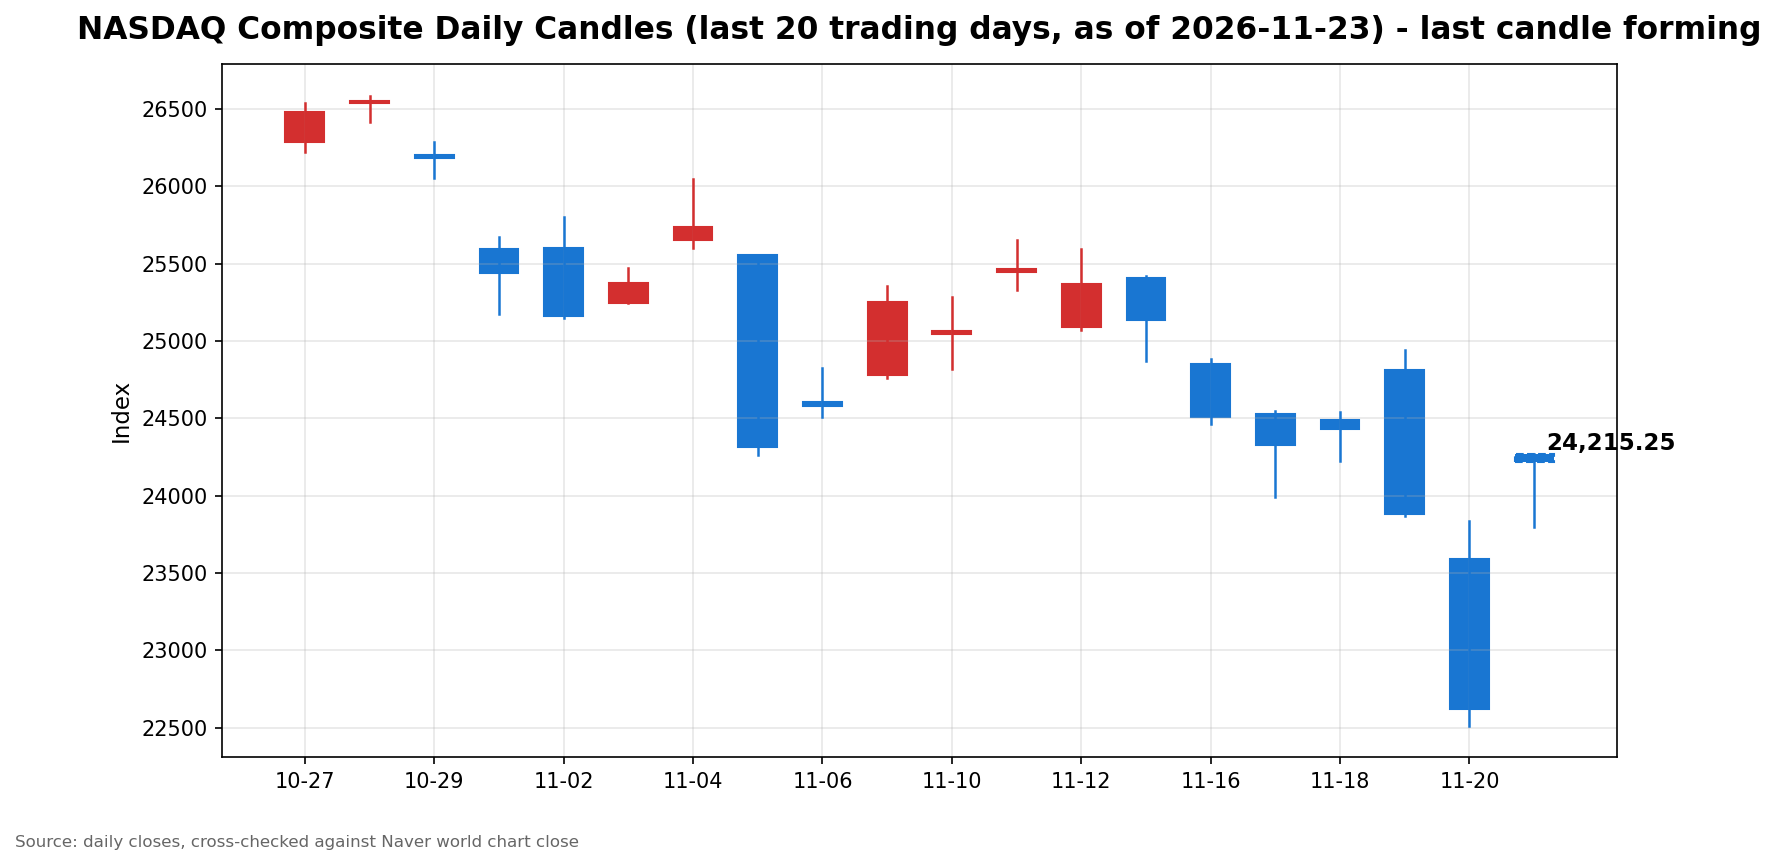 NASDAQ Composite Daily Candles (last 20 trading days, as of 2026-11-23) - last candle forming
26500
26000
25500
25000
24500
24000
23500
23000
22500
Index
24,215.25
10-27 10-29 11-02 11-04 11-06 11-10 11-12 11-16 11-18 11-20
Source: daily closes, cross-checked against Naver world chart close